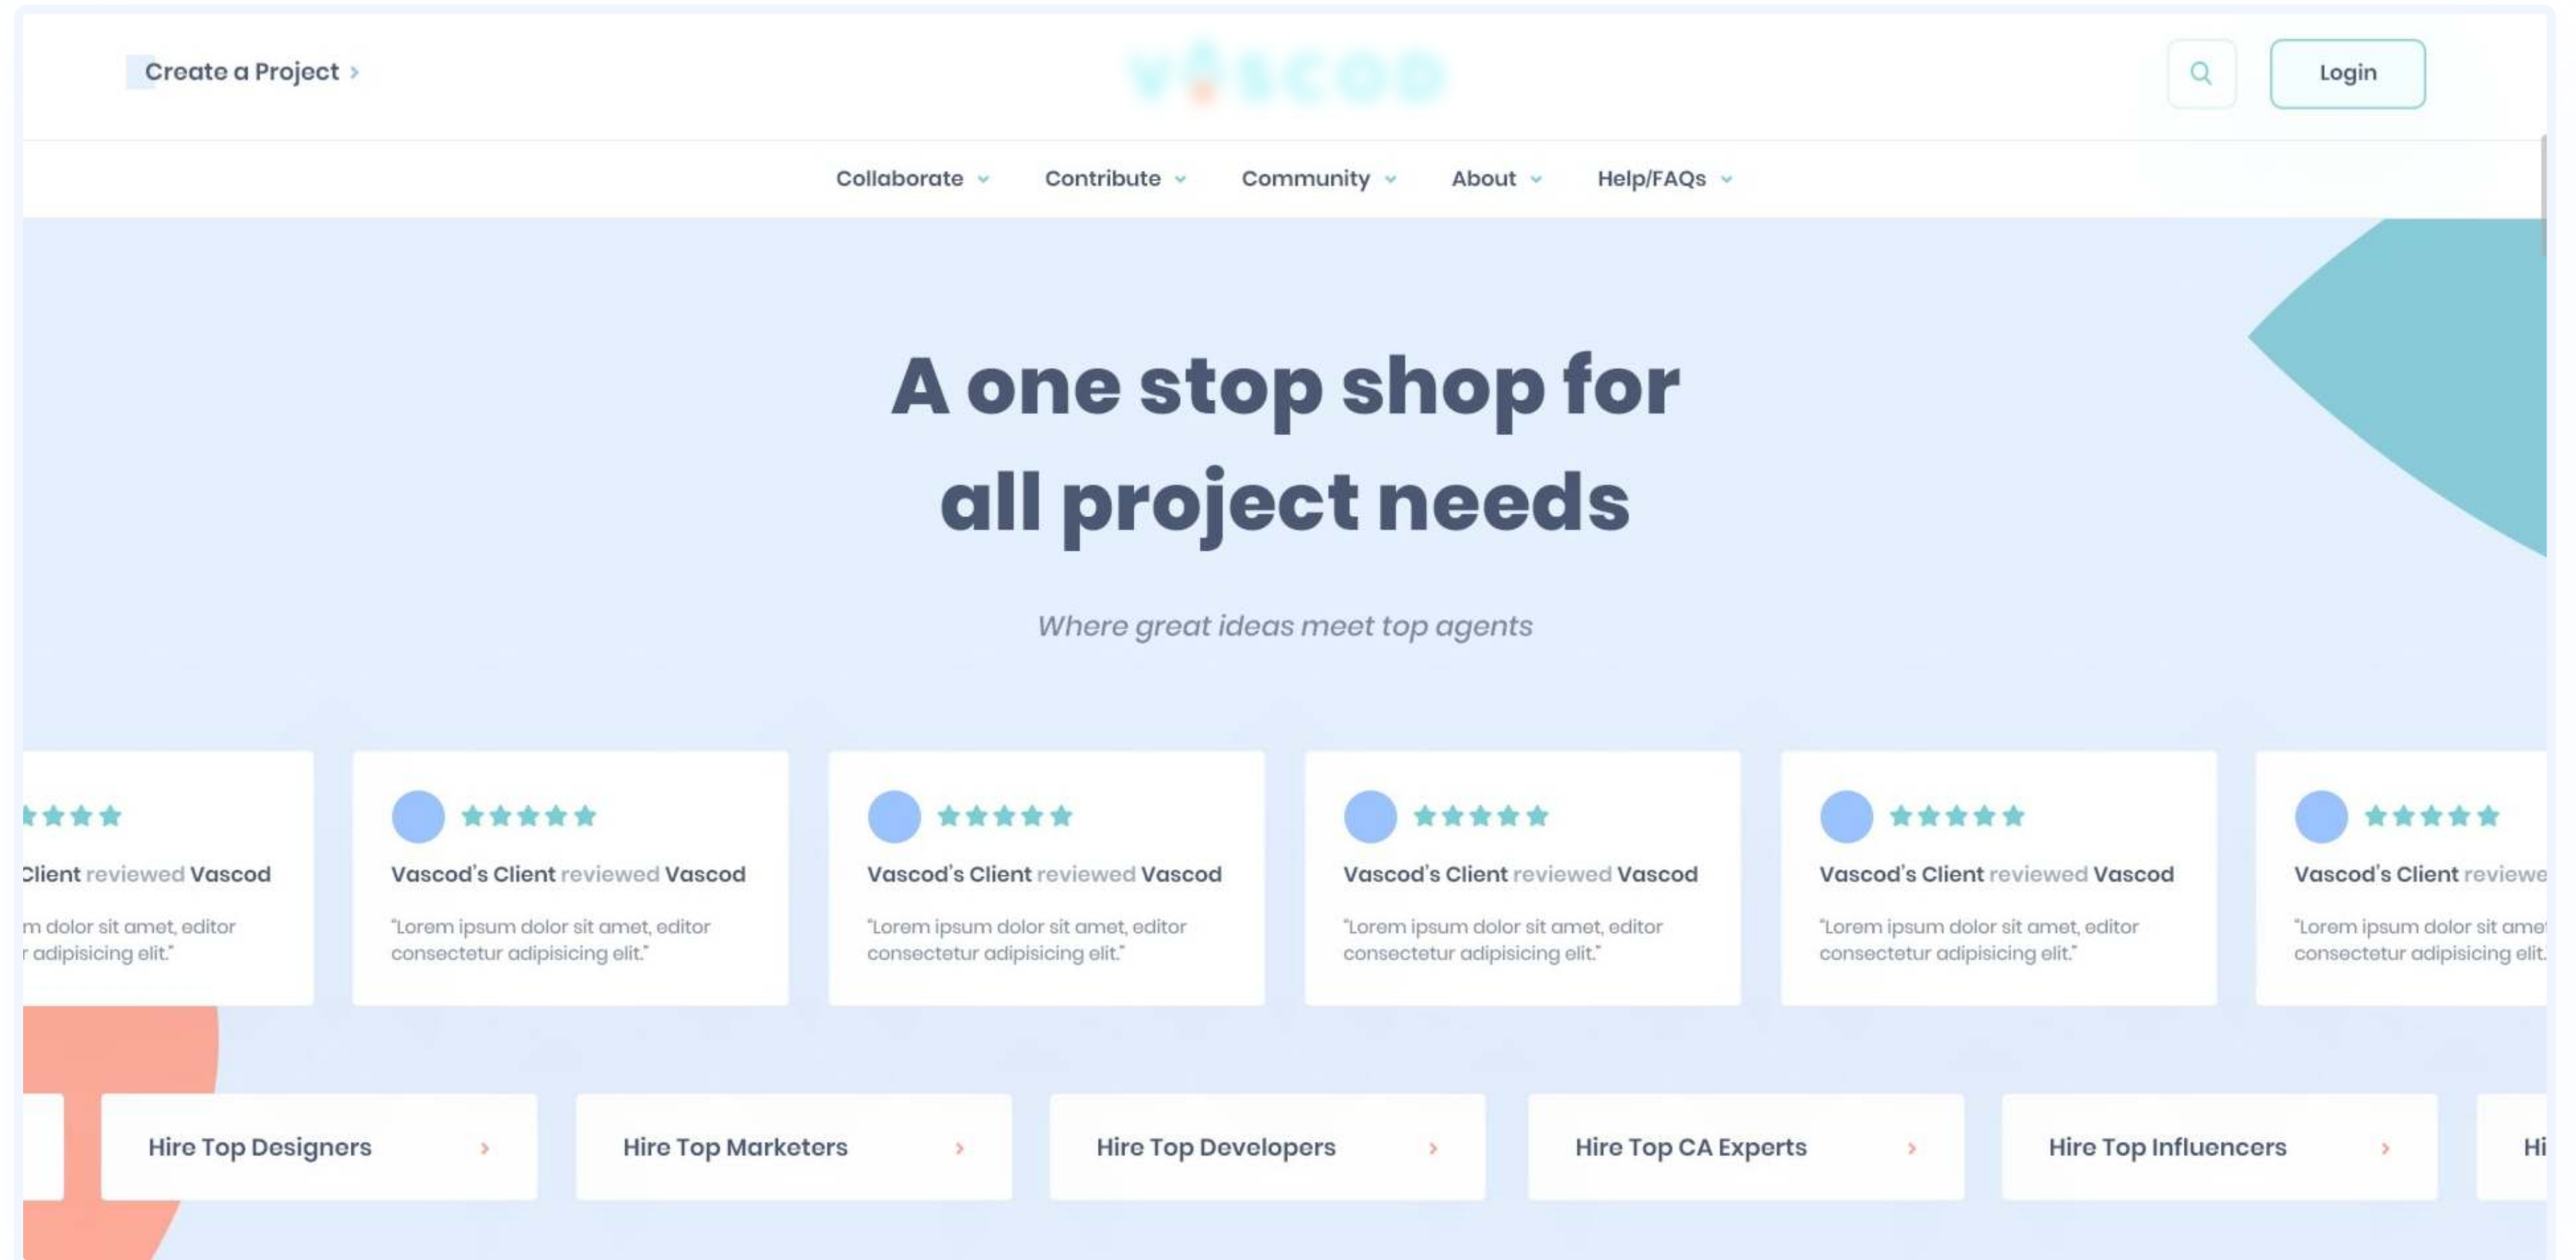 Create a Project
VASCOD
Login
Collaborate
Contribute
Community
About
Help/FAQs
A one stop shop for
all project needs
Where great ideas meet top agents
Client reviewed Vascod
dolor sit amet, editor
adipisicing elit."
Vascod's Client reviewed Vascod
"Lorem ipsum dolor sit amet, editor
consectetur adipisicing elit."
Vascod's Client reviewed Vascod
"Lorem ipsum dolor sit amet, editor
consectetur adipisicing elit."
Vascod's Client reviewed Vascod
"Lorem ipsum dolor sit amet, editor
consectetur adipisicing elit."
Vascod's Client reviewed Vascod
"Lorem ipsum dolor sit amet, editor
consectetur adipisicing elit."
Vascod's Client
"Lorem ipsum dolor sit
consectetur adipisicing elit.
Hire Top Designers
Hire Top Marketers
Hire Top Developers
Hire Top CA Experts
Hire Top Influencers